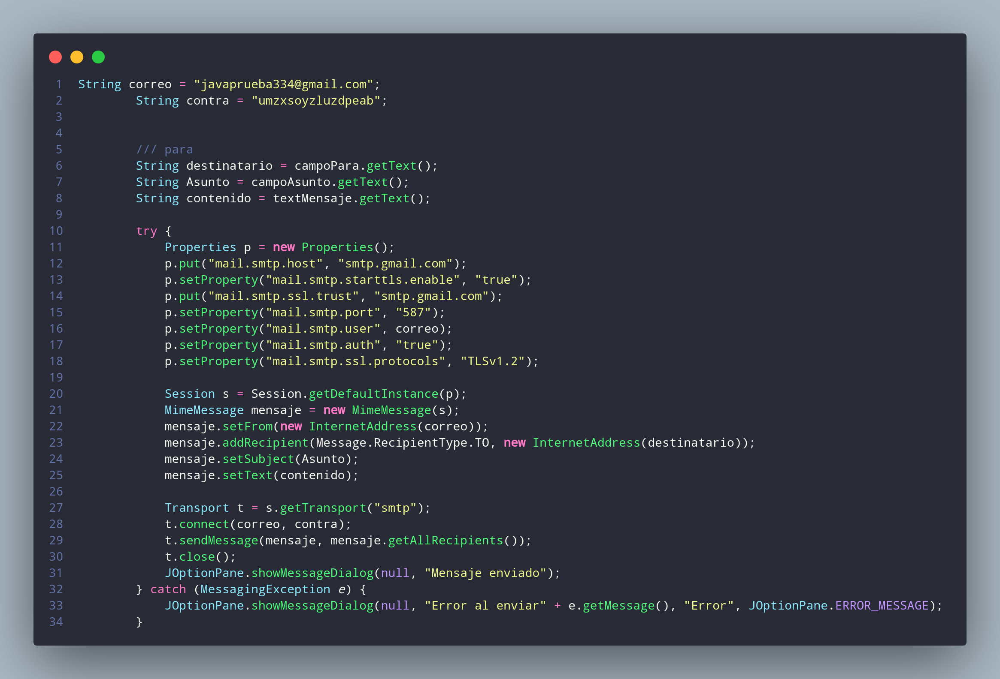 1 String correo = "javaprueba334@gmail.com";
2         String contra = "umzxsoyzluzdpeab";
3
4
5         /// para
6         String destinatario = campoPara.getText();
7         String Asunto = campoAsunto.getText();
8         String contenido = textMensaje.getText();
9
10         try {
11             Properties p = new Properties();
12             p.put("mail.smtp.host", "smtp.gmail.com");
13             p.setProperty("mail.smtp.starttls.enable", "true");
14             p.put("mail.smtp.ssl.trust", "smtp.gmail.com");
15             p.setProperty("mail.smtp.port", "587");
16             p.setProperty("mail.smtp.user", correo);
17             p.setProperty("mail.smtp.auth", "true");
18             p.setProperty("mail.smtp.ssl.protocols", "TLSv1.2");
19
20             Session s = Session.getDefaultInstance(p);
21             MimeMessage mensaje = new MimeMessage(s);
22             mensaje.setFrom(new InternetAddress(correo));
23             mensaje.addRecipient(Message.RecipientType.TO, new InternetAddress(destinatario));
24             mensaje.setSubject(Asunto);
25             mensaje.setText(contenido);
26
27             Transport t = s.getTransport("smtp");
28             t.connect(correo, contra);
29             t.sendMessage(mensaje, mensaje.getAllRecipients());
30             t.close();
31             JOptionPane.showMessageDialog(null, "Mensaje enviado");
32         } catch (MessagingException e) {
33             JOptionPane.showMessageDialog(null, "Error al enviar" + e.getMessage(), "Error", JOptionPane.ERROR_MESSAGE);
34         }